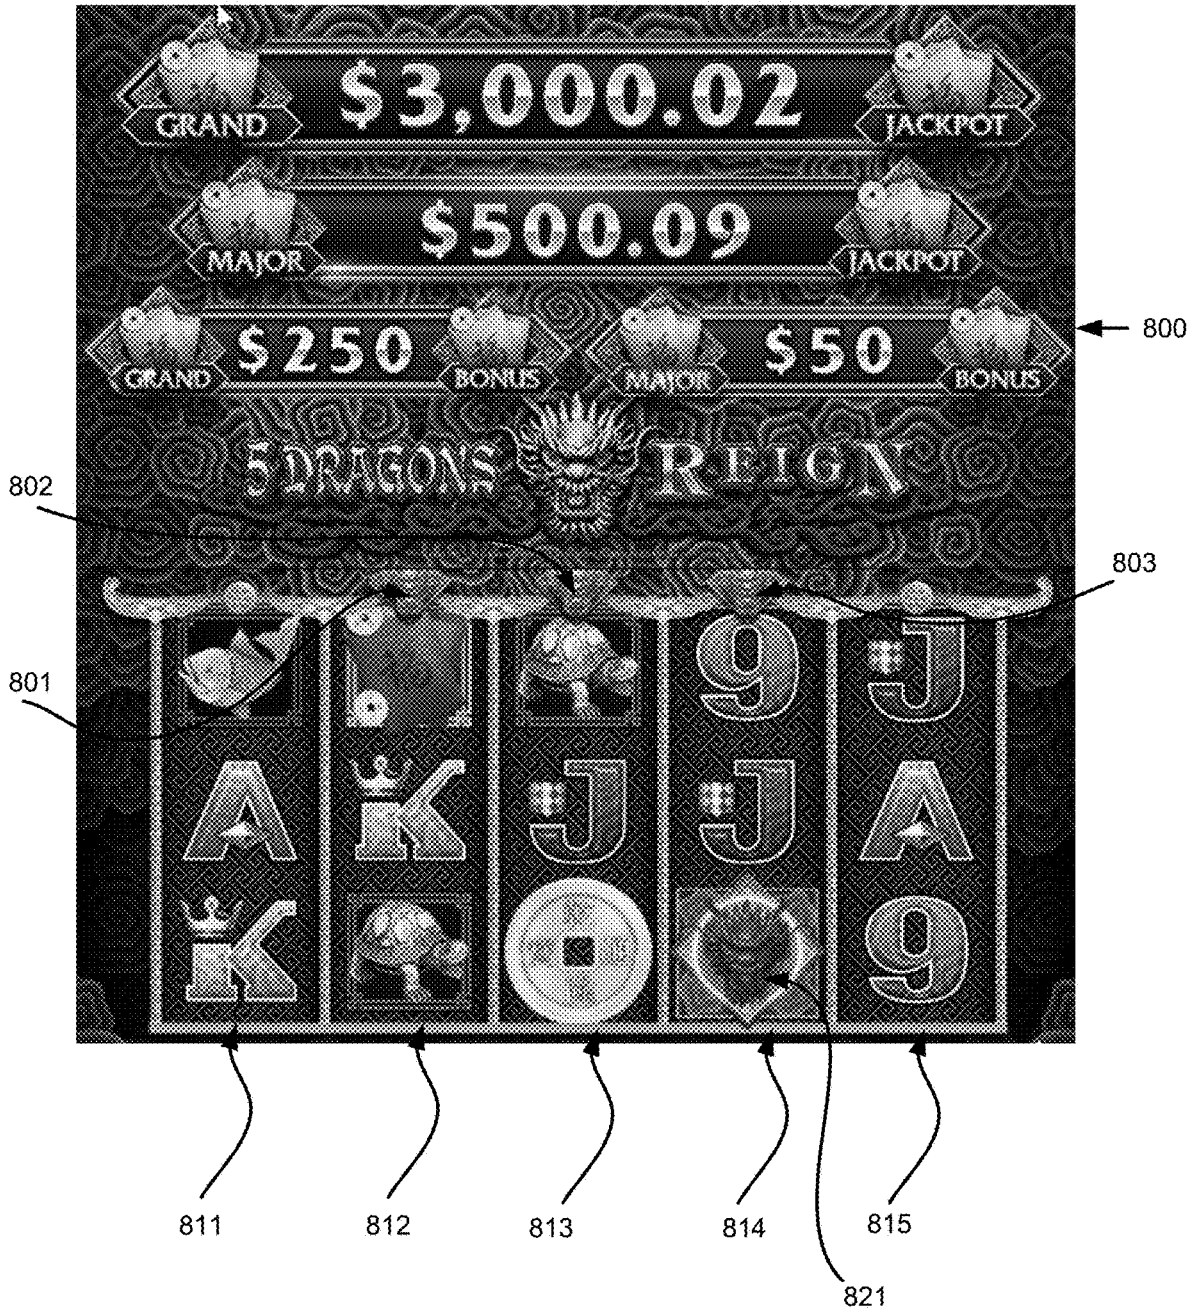 $3,000.02
GRAND JACKPOT
$500.09
MAJOR JACKPOT
800
$250 $50
GRAND BONUS MAJOR BONUS
5 DRAGONS REIGN
802
803
9 J
801
A K J J A
K 9
811 812 813 814 815
821